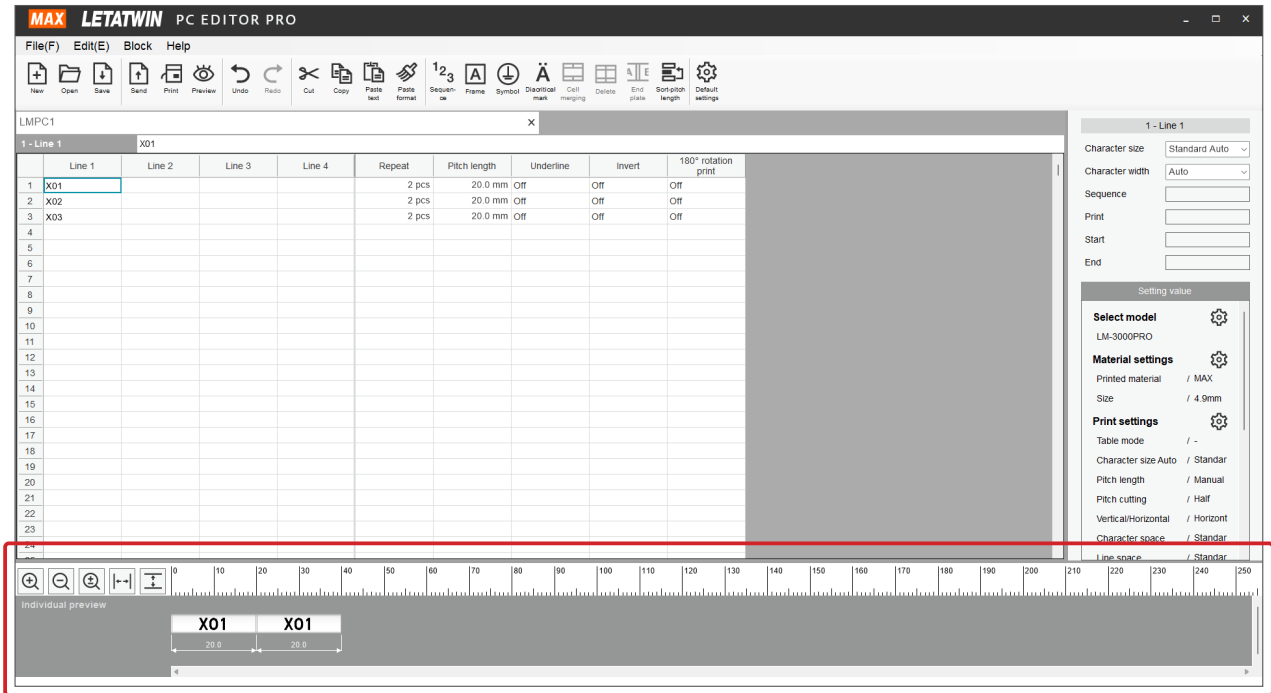 MAX LETATWIN PC EDITOR PRO
File(F) Edit(E) Block Help
New Open Save Send Print Preview Undo Redo Cut Copy Paste text Paste format Sequen-ce Frame Symbol Diacritical mark Cell merging Delete End plate Sort-pitch length Default settings
LMPC1
1 - Line 1 X01
Line 1 Line 2 Line 3 Line 4 Repeat Pitch length Underline Invert 180° rotation print
1 X01 2 pcs 20.0 mm Off Off Off
2 X02 2 pcs 20.0 mm Off Off Off
3 X03 2 pcs 20.0 mm Off Off Off
4
5
6
7
8
9
10
11
12
13
14
15
16
17
18
19
20
21
22
23
24
1 - Line 1
Character size Standard Auto
Character width Auto
Sequence
Print
Start
End
Setting value
Select model
LM-3000PRO
Material settings
Printed material / MAX
Size / 4.9mm
Print settings
Table mode / -
Character size Auto / Standar
Pitch length / Manual
Pitch cutting / Half
Vertical/Horizontal / Horizont
Character space / Standar
Line space / Standar
0 10 20 30 40 50 60 70 80 90 100 110 120 130 140 150 160 170 180 190 200 210 220 230 240 250
Individual preview
X01 X01
20.0 20.0